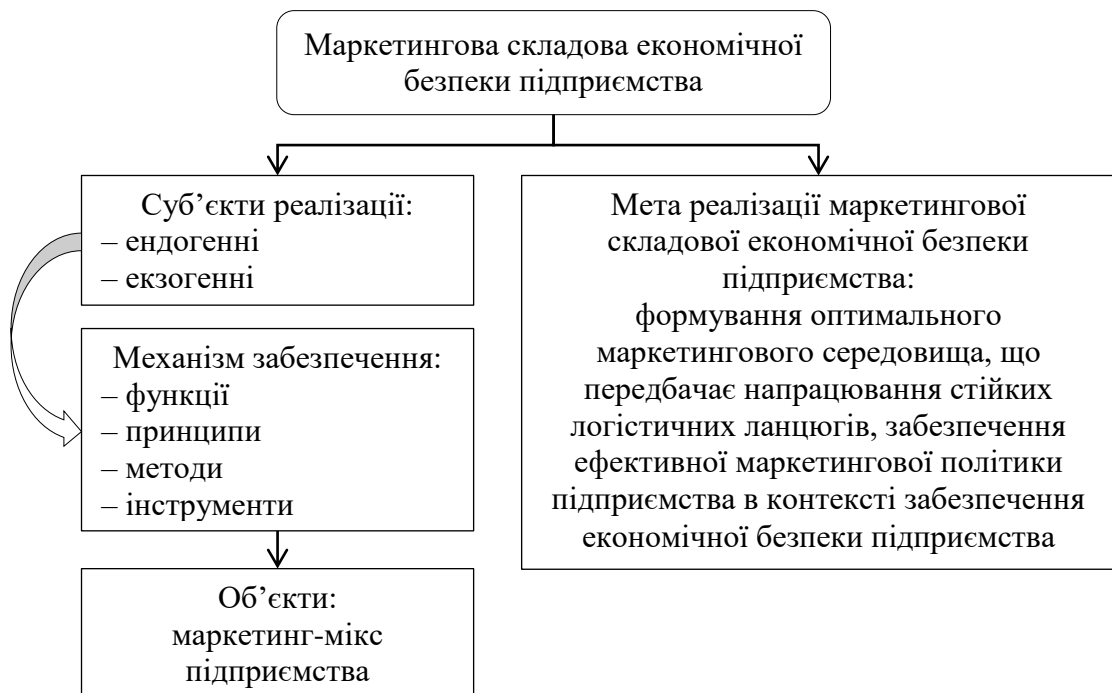 Маркетингова складова економічної
безпеки підприємства
Суб’єкти реалізації:
– ендогенні
– екзогенні
Механізм забезпечення:
– функції
– принципи
– методи
– інструменти
Об’єкти:
маркетинг-мікс
підприємства
Мета реалізації маркетингової
складової економічної безпеки
підприємства:
формування оптимального
маркетингового середовища, що
передбачає напрацювання стійких
логістичних ланцюгів, забезпечення
ефективної маркетингової політики
підприємства в контексті забезпечення
економічної безпеки підприємства